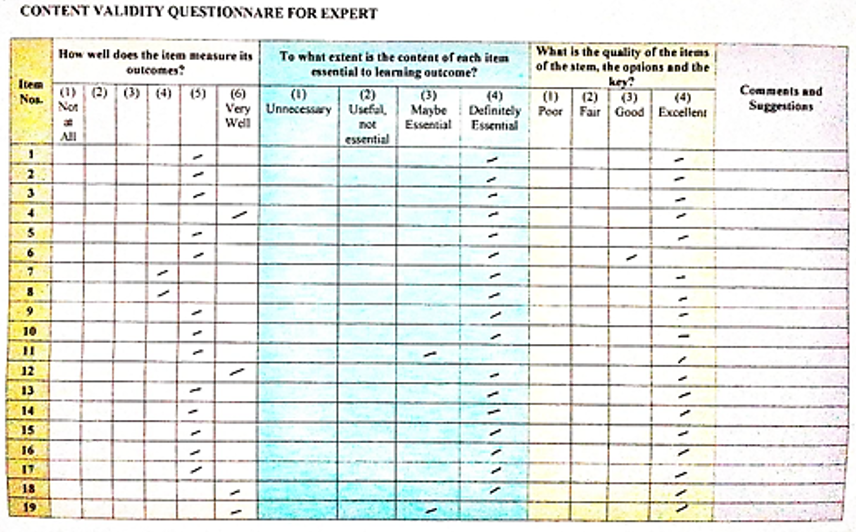 CONTENT VALIDITY QUESTIONNARE FOR EXPERT
Item Nos.
How well does the item measure its outcomes?
To what extent is the content of each item essential to learning outcome?
What is the quality of the items of the stem, the options and the key?
Comments and Suggestions
(1) Not at All
(2)
(3)
(4)
(5)
(6) Very Well
(1) Unnecessary
(2) Useful, not essential
(3) Maybe Essential
(4) Definitely Essential
(1) Poor
(2) Fair
(3) Good
(4) Excellent
1
2
3
4
5
6
7
8
9
10
11
12
13
14
15
16
17
18
19